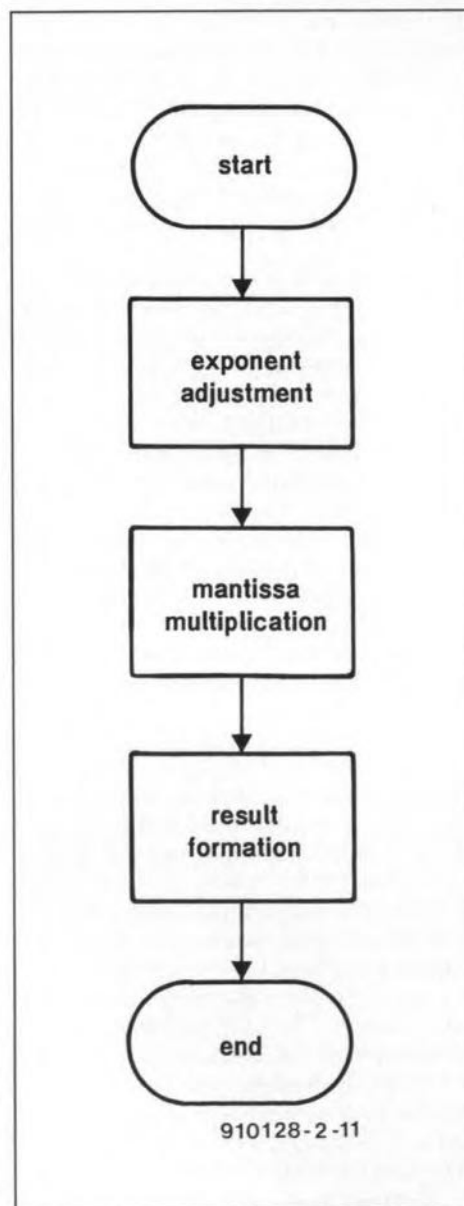 start
exponent
adjustment
mantissa
multiplication
result
formation
end
910128-2-11